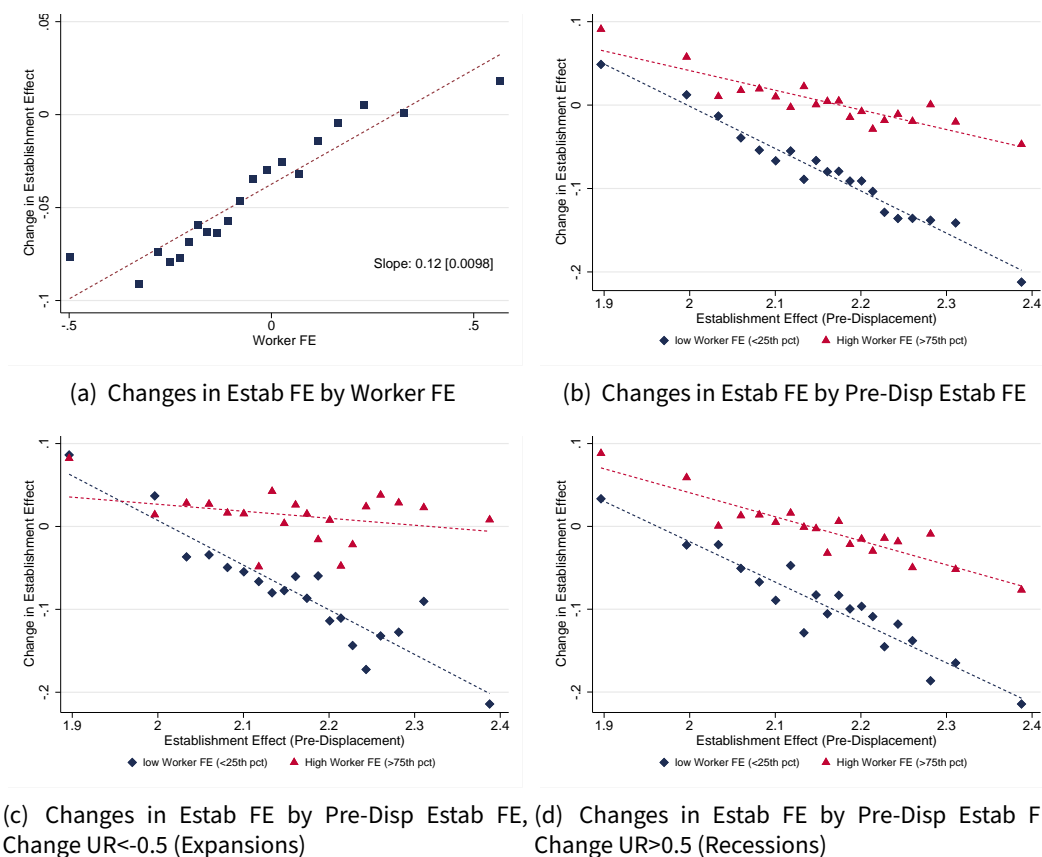 .05
0
-.05
-.1
Change in Establishment Effect
Slope: 0.12 [0.0098]
-.5 0 .5
Worker FE
(a) Changes in Estab FE by Worker FE
.1
0
-.1
-.2
Change in Establishment Effect
1.9 2 2.1 2.2 2.3 2.4
Establishment Effect (Pre-Displacement)
low Worker FE (<25th pct) High Worker FE (>75th pct)
(b) Changes in Estab FE by Pre-Disp Estab FE
.1
0
-.1
-.2
Change in Establishment Effect
1.9 2 2.1 2.2 2.3 2.4
Establishment Effect (Pre-Displacement)
low Worker FE (<25th pct) High Worker FE (>75th pct)
(c) Changes in Estab FE by Pre-Disp Estab FE,
Change UR<-0.5 (Expansions)
.1
0
-.1
-.2
Change in Establishment Effect
1.9 2 2.1 2.2 2.3 2.4
Establishment Effect (Pre-Displacement)
low Worker FE (<25th pct) High Worker FE (>75th pct)
(d) Changes in Estab FE by Pre-Disp Estab F
Change UR>0.5 (Recessions)